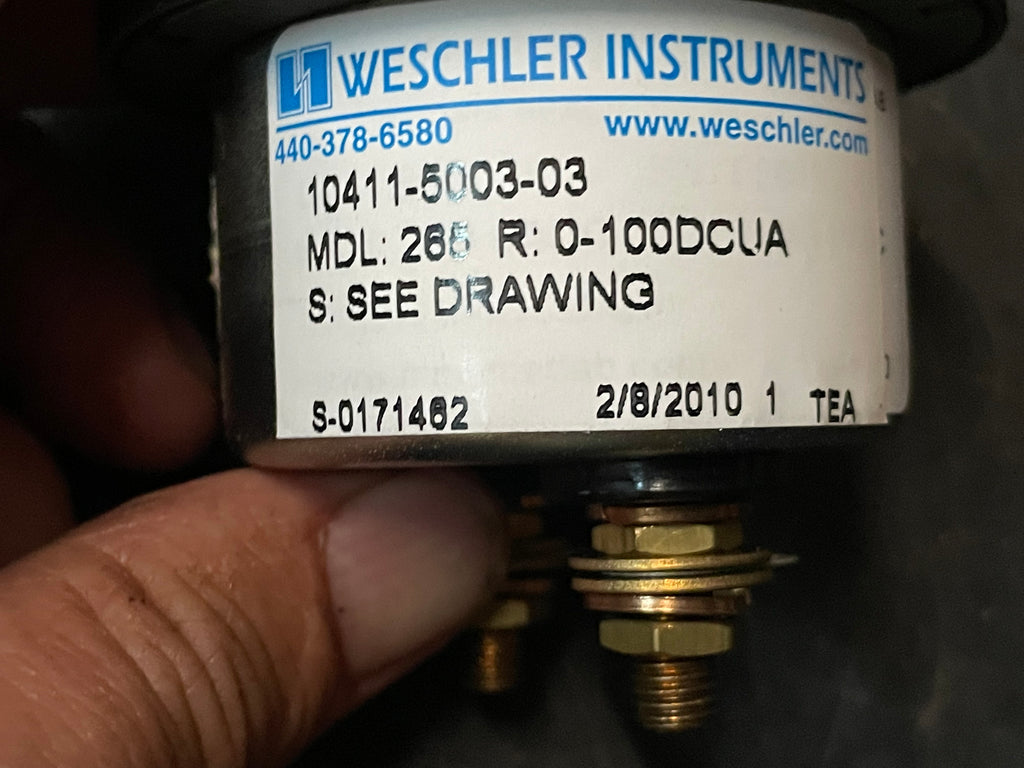 WESCHLER INSTRUMENTS
440-378-6580 www.weschler.com
10411-5003-03
MDL: 265 R: 0-100DCUA
S: SEE DRAWING
S-0171462 2/8/2010 1 TEA